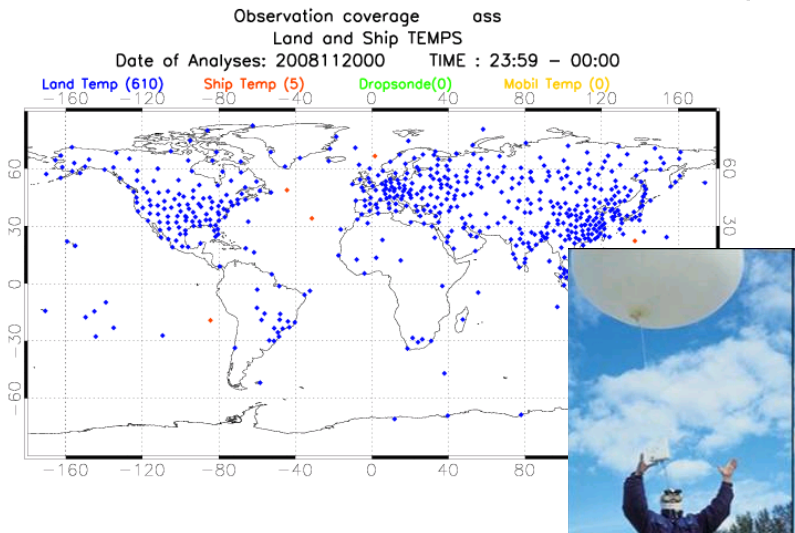 Observation coverage ass
Land and Ship TEMPS
Date of Analyses: 2008112000 TIME : 23:59 - 00:00
Land Temp (610) Ship Temp (5) Dropsonde(0) Mobil Temp (0)
-160 -120 -80 -40 0 40 80 120 160
60 60
30 30
0
-30
-60
-160 -120 -80 -40 0 40 80